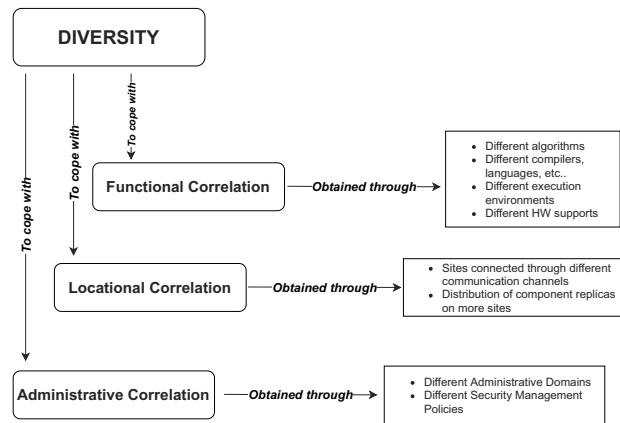 DIVERSITY
To cope with
To cope with
To cope with
Functional Correlation
Obtained through
• Different algorithms
• Different compilers,
languages, etc..
• Different execution
environments
• Different HW supports
Locational Correlation
Obtained through
• Sites connected through different
communication channels
• Distribution of component replicas
on more sites
Administrative Correlation
Obtained through
• Different Administrative Domains
• Different Security Management
Policies